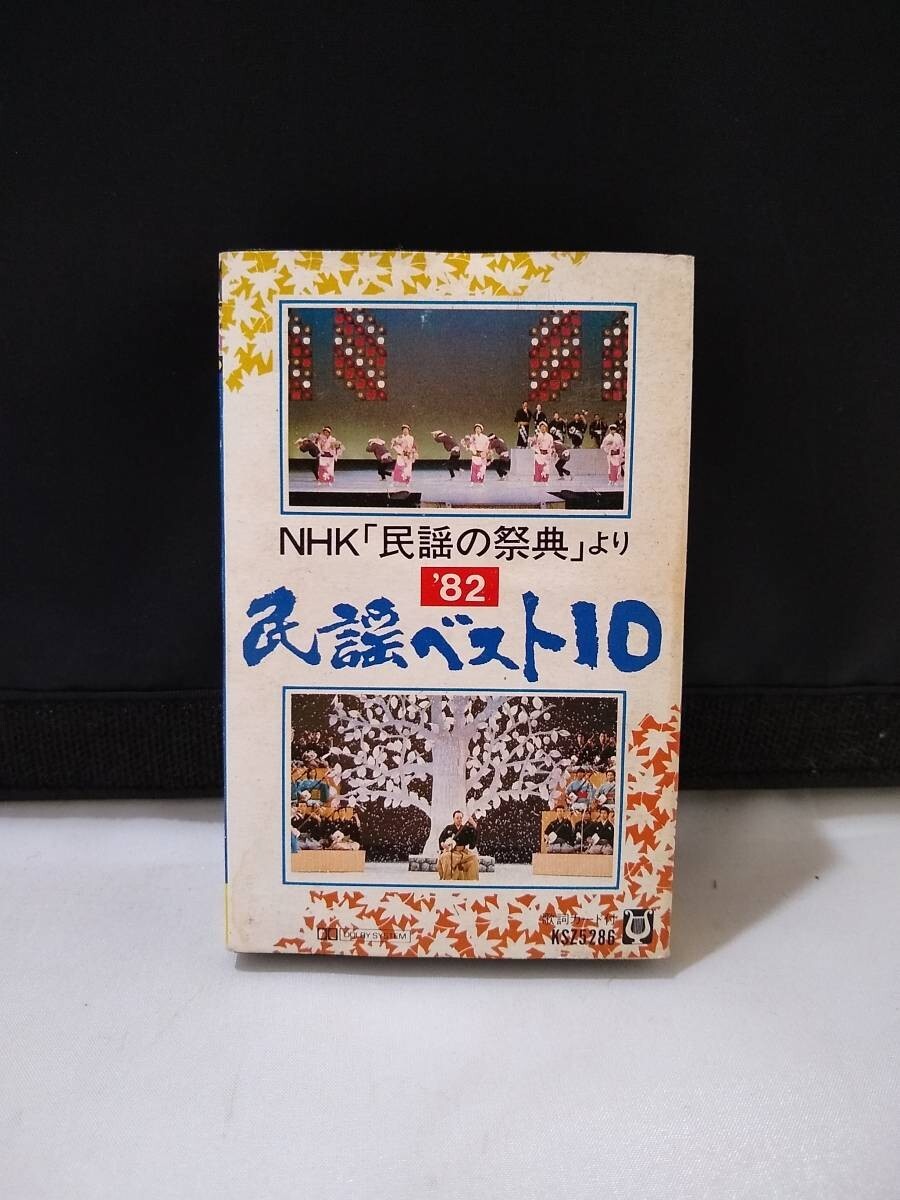 NHK「民謡の祭典」より
'82
民謡ベスト10
歌詞カード付
DOLBY SYSTEM
KSZ5286